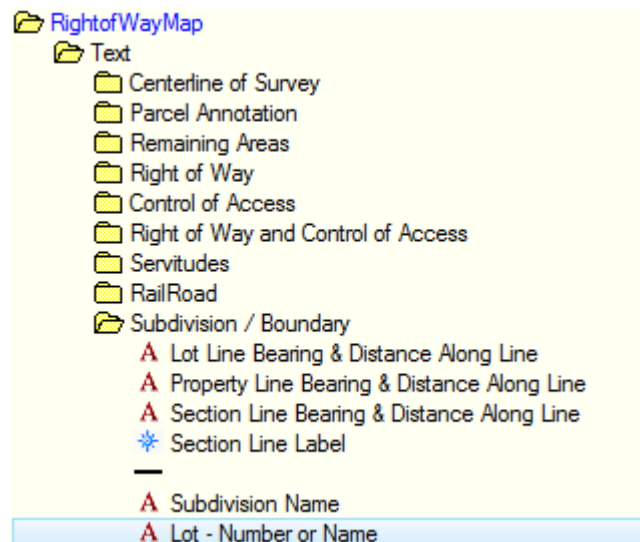 RightofWayMap
Text
Centerline of Survey
Parcel Annotation
Remaining Areas
Right of Way
Control of Access
Right of Way and Control of Access
Servitudes
RailRoad
Subdivision / Boundary
A Lot Line Bearing & Distance Along Line
A Property Line Bearing & Distance Along Line
A Section Line Bearing & Distance Along Line
Section Line Label
A Subdivision Name
A Lot - Number or Name